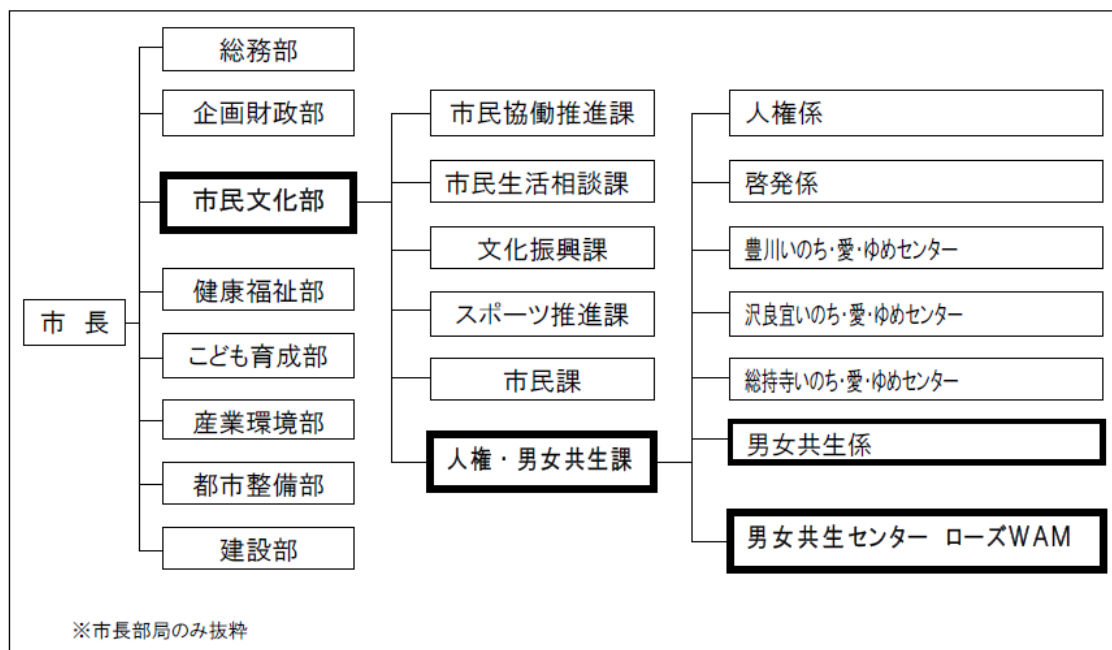 市 長
総務部
企画財政部
市民文化部
健康福祉部
こども育成部
産業環境部
都市整備部
建設部
市民協働推進課
市民生活相談課
文化振興課
スポーツ推進課
市民課
人権・男女共生課
人権係
啓発係
豊川いのち・愛・ゆめセンター
沢良宜いのち・愛・ゆめセンター
総持寺いのち・愛・ゆめセンター
男女共生係
男女共生センター ローズWAM
※市長部局のみ抜粋